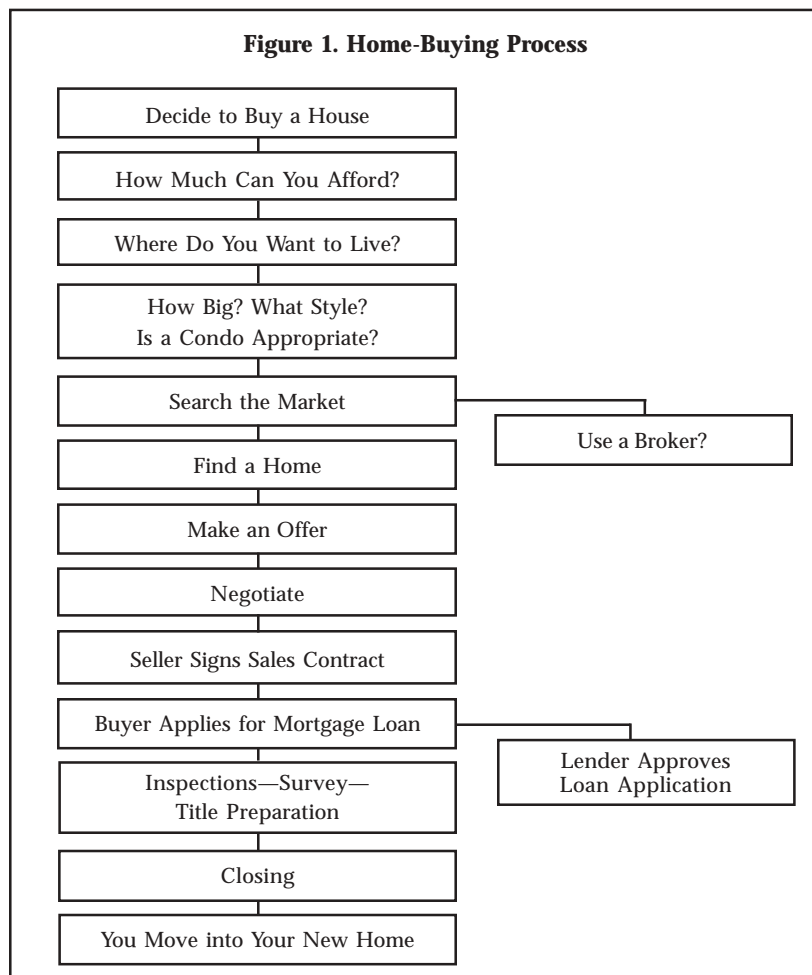 Figure 1. Home-Buying Process
Decide to Buy a House
How Much Can You Afford?
Where Do You Want to Live?
How Big? What Style?
Is a Condo Appropriate?
Search the Market
Use a Broker?
Find a Home
Make an Offer
Negotiate
Seller Signs Sales Contract
Buyer Applies for Mortgage Loan
Lender Approves
Loan Application
Inspections—Survey—
Title Preparation
Closing
You Move into Your New Home